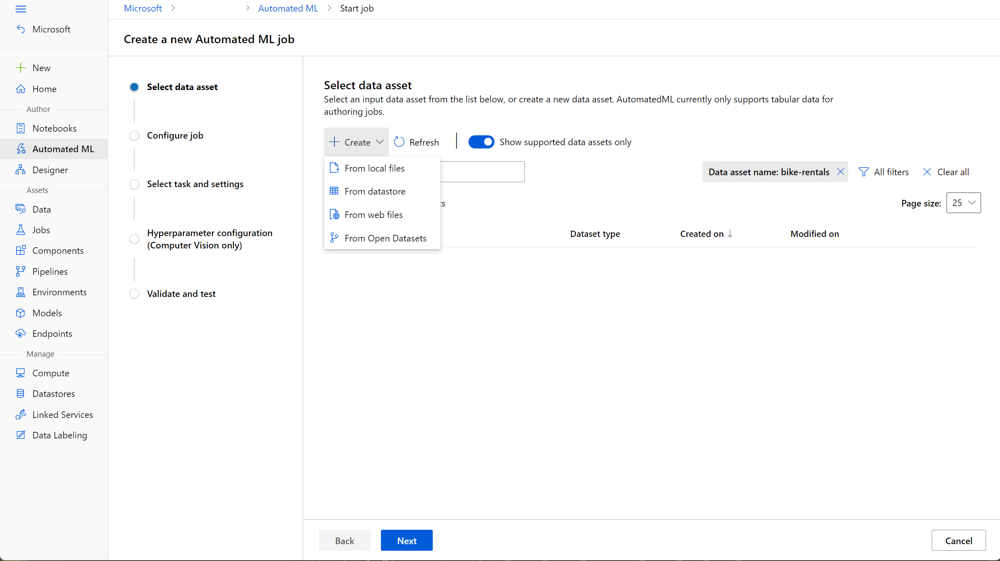 Microsoft > > Automated ML > Start job
Microsoft
Create a new Automated ML job
New
Home
Author
Notebooks
Automated ML
Designer
Assets
Data
Jobs
Components
Pipelines
Environments
Models
Endpoints
Manage
Compute
Datastores
Linked Services
Data Labeling
Select data asset
Configure job
Select task and settings
Hyperparameter configuration
(Computer Vision only)
Validate and test
Select data asset
Select an input data asset from the list below, or create a new data asset. AutomatedML currently only supports tabular data for
authoring jobs.
Create Refresh Show supported data assets only
From local files
From datastore
From web files
From Open Datasets
Data asset name: bike-rentals All filters Clear all
Page size: 25
Dataset type Created on ↓ Modified on
Back Next Cancel